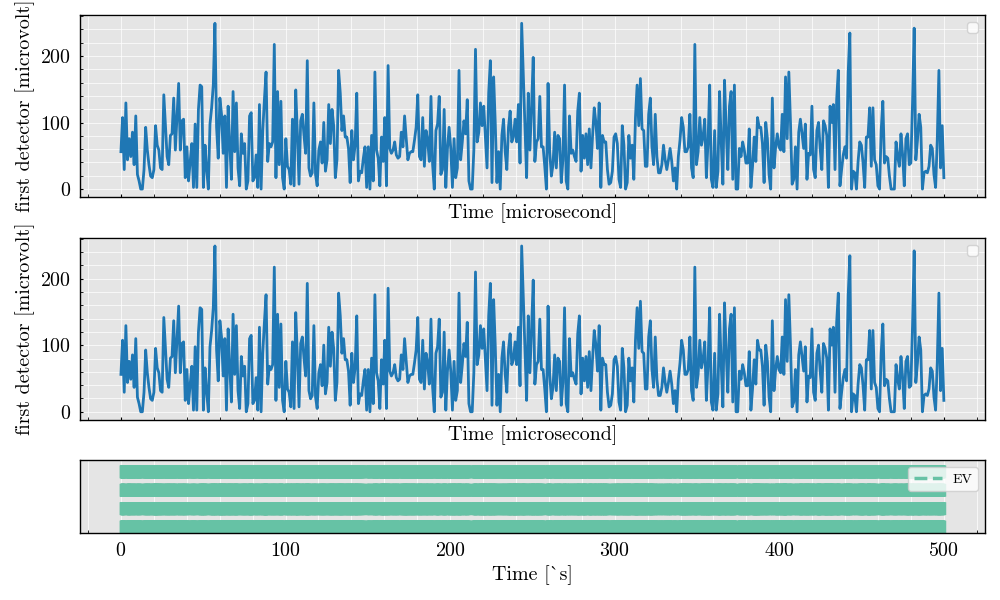 first detector [microvolt]
200
100
0
Time [microsecond]
first detector [microvolt]
200
100
0
Time [microsecond]
EV
0 100 200 300 400 500
Time [`s]